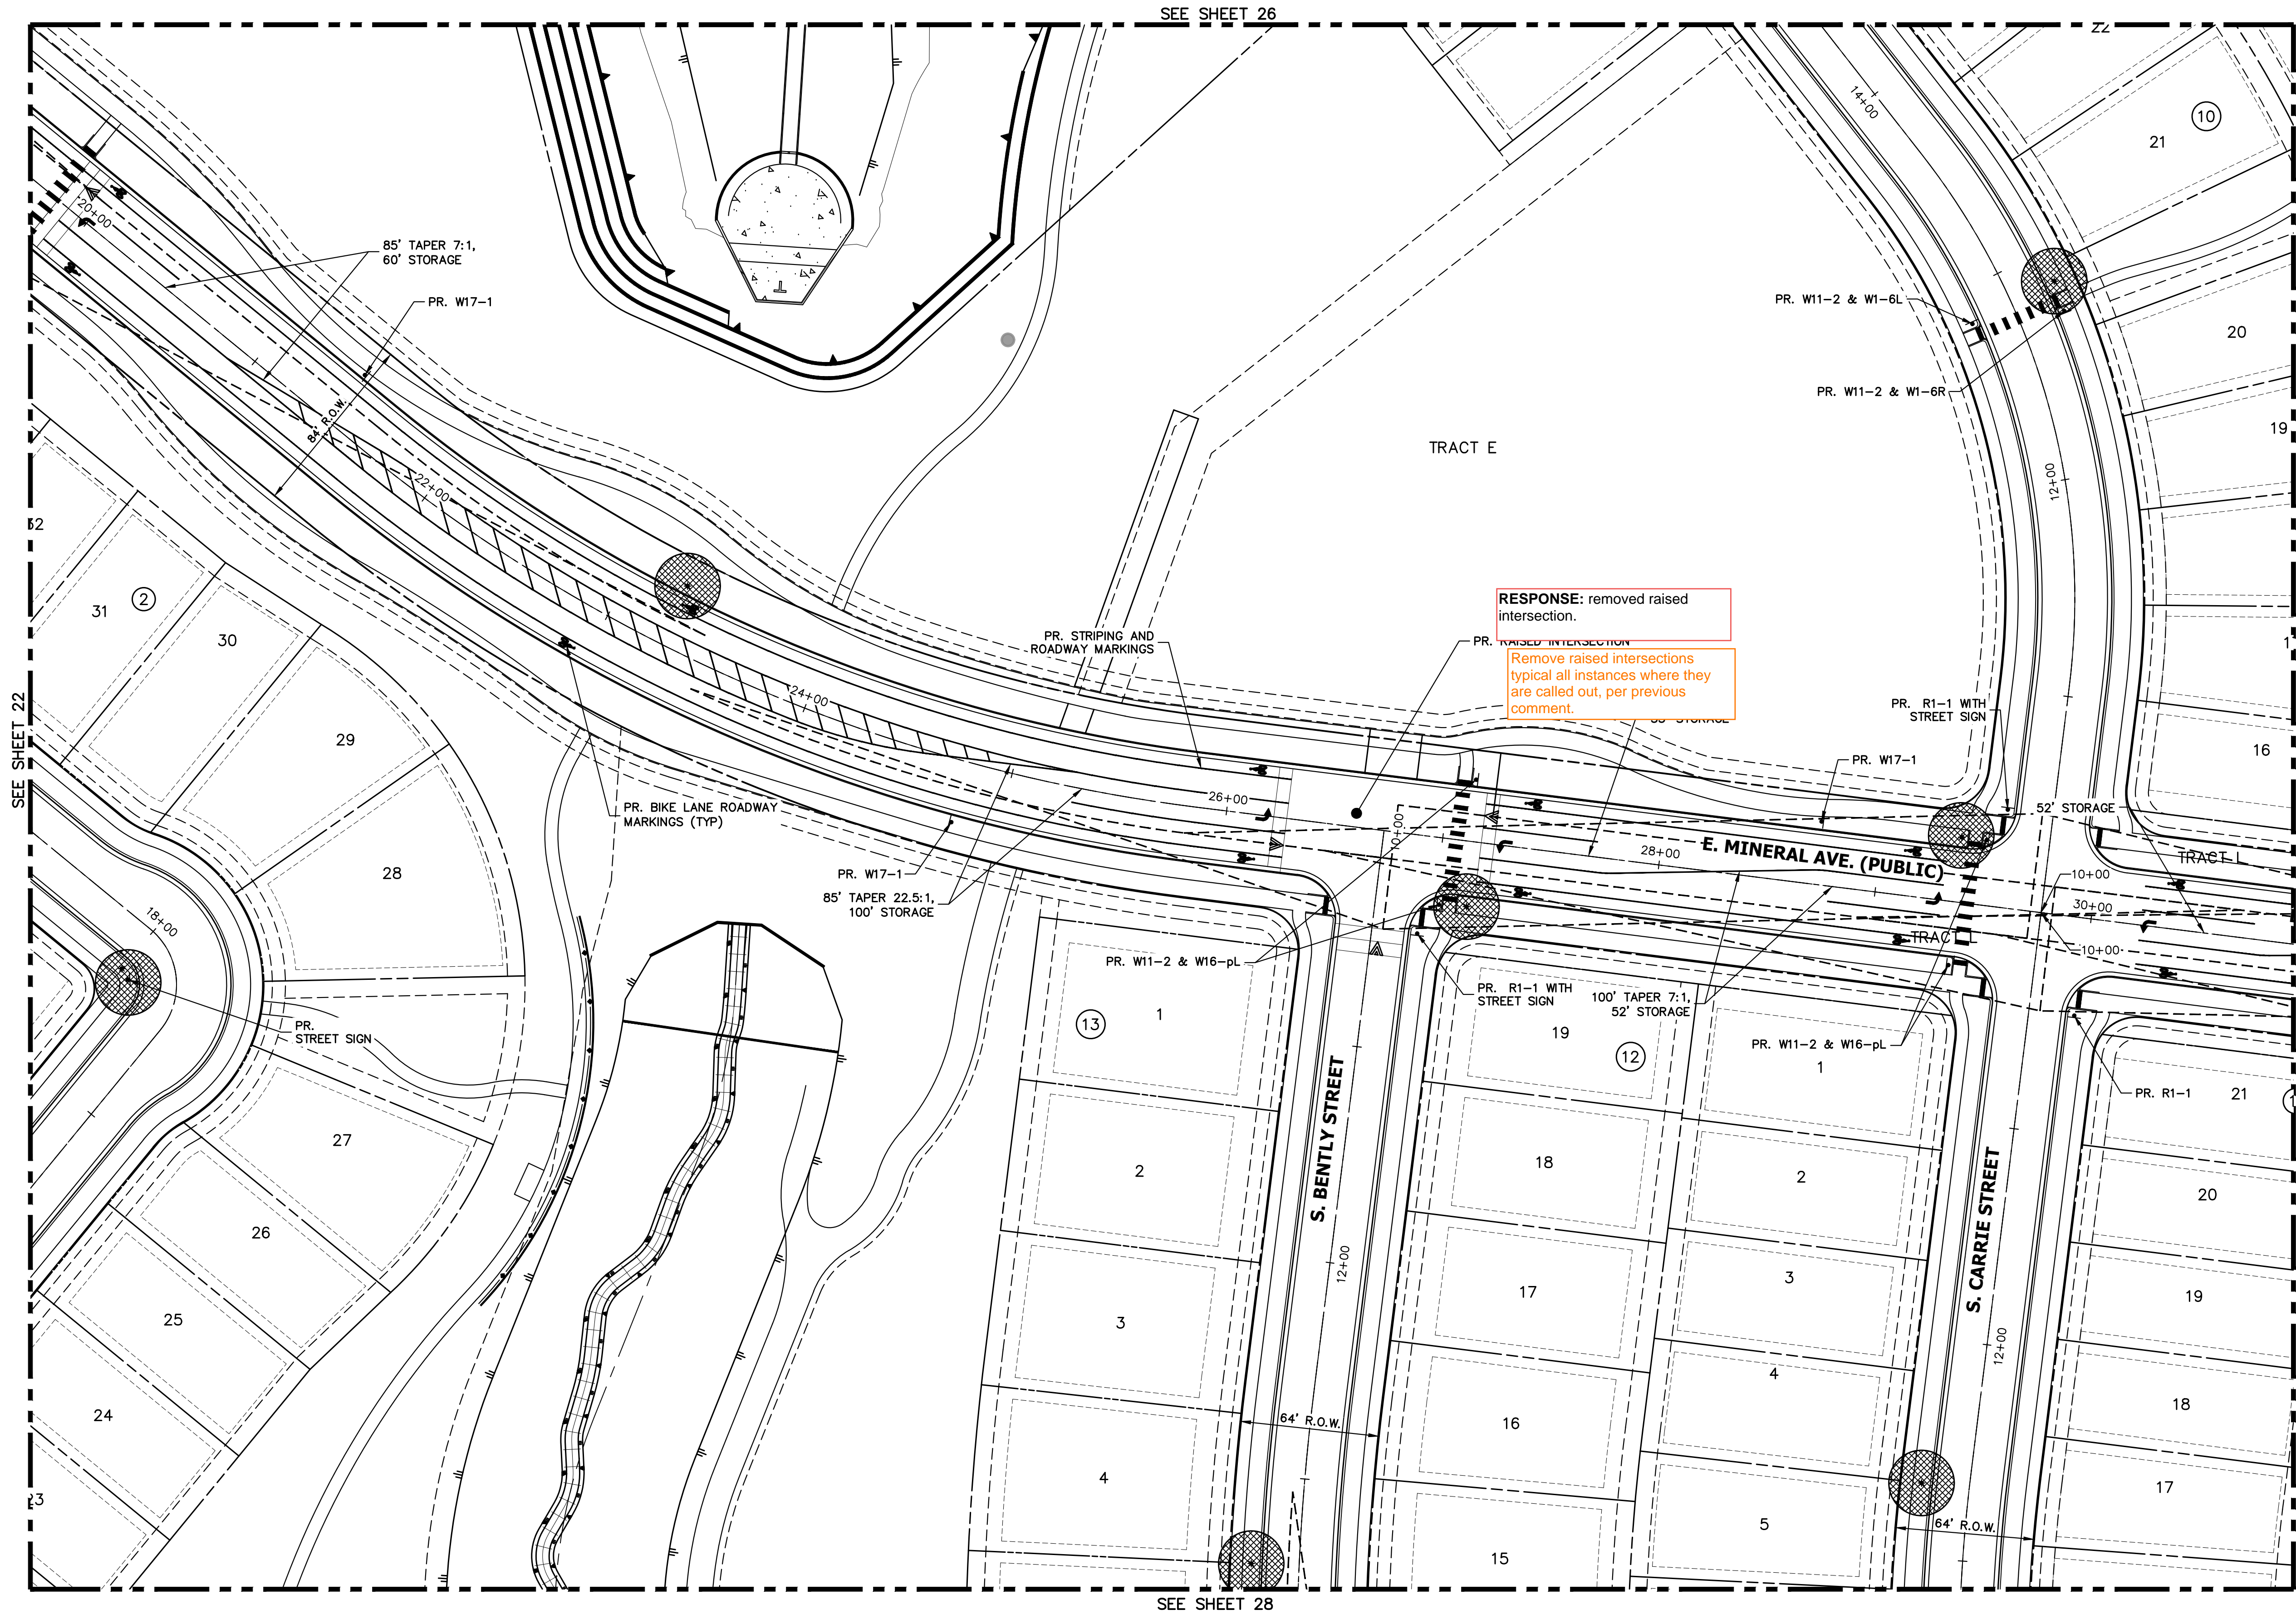 SEE SHEET 26
22
14+00
10
21
20+00
85' TAPER 7:1,
60' STORAGE
PR. W17-1
PR. W11-2 & W1-6L
20
PR. W11-2 & W1-6R
84' R.O.W.
TRACT E
19
22+00
12+00
31
2
30
RESPONSE: removed raised
intersection.
PR. STRIPING AND
ROADWAY MARKINGS
PR. RAISED INTERSECTION
Remove raised intersections
typical all instances where they
are called out, per previous
comment.
STORAGE
24+00
PR. R1-1 WITH
STREET SIGN
29
16
SEE SHEET 22
PR. W17-1
26+00
PR. BIKE LANE ROADWAY
MARKINGS (TYP)
52' STORAGE
10+00
28+00
E. MINERAL AVE. (PUBLIC)
TRACT L
28
PR. W17-1
85' TAPER 22.5:1,
100' STORAGE
10+00
30+00
18+00
TRAC
10+00
PR. W11-2 & W16-pL
PR. R1-1 WITH
STREET SIGN
100' TAPER 7:1,
52' STORAGE
1
13
PR.
STREET SIGN
19
12
PR. W11-2 & W16-pL
1
PR. R1-1
21
27
S. BENTLY STREET
2
18
2
20
26
S. CARRIE STREET
12+00
3
17
3
19
25
12+00
4
24
64' R.O.W.
16
18
4
17
5
64' R.O.W.
15
SEE SHEET 28